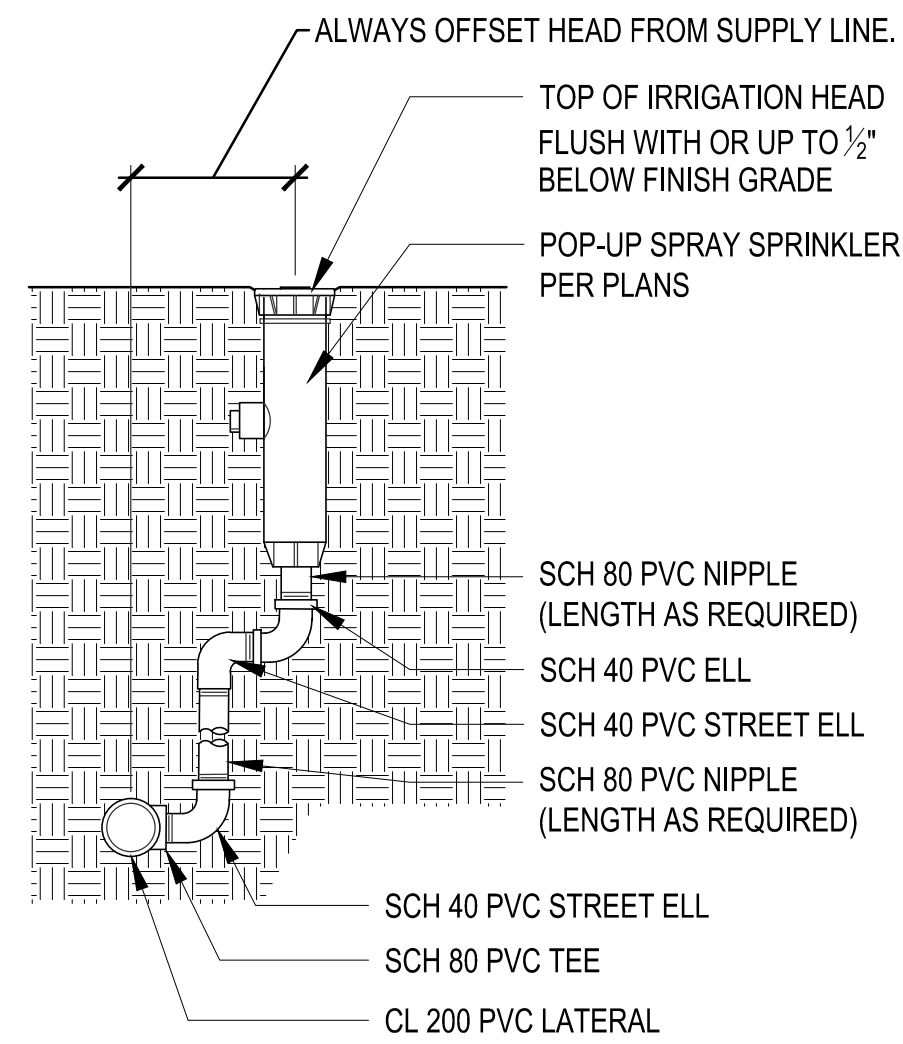 ALWAYS OFFSET HEAD FROM SUPPLY LINE.
TOP OF IRRIGATION HEAD
FLUSH WITH OR UP TO ½"
BELOW FINISH GRADE
POP-UP SPRAY SPRINKLER
PER PLANS
SCH 80 PVC NIPPLE
(LENGTH AS REQUIRED)
SCH 40 PVC ELL
SCH 40 PVC STREET ELL
SCH 80 PVC NIPPLE
(LENGTH AS REQUIRED)
SCH 40 PVC STREET ELL
SCH 80 PVC TEE
CL 200 PVC LATERAL